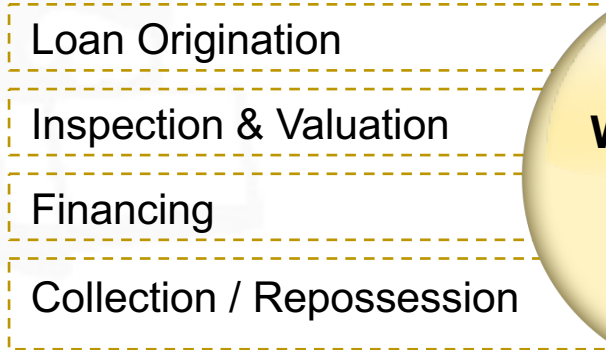 Loan Origination
Inspection & Valuation
Financing
Collection / Repossession